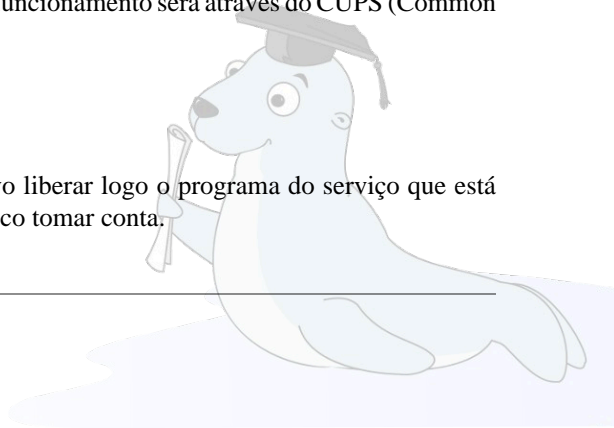 uncionamento será através do CUPS (Common
o liberar logo o programa do serviço que está
co tomar conta.